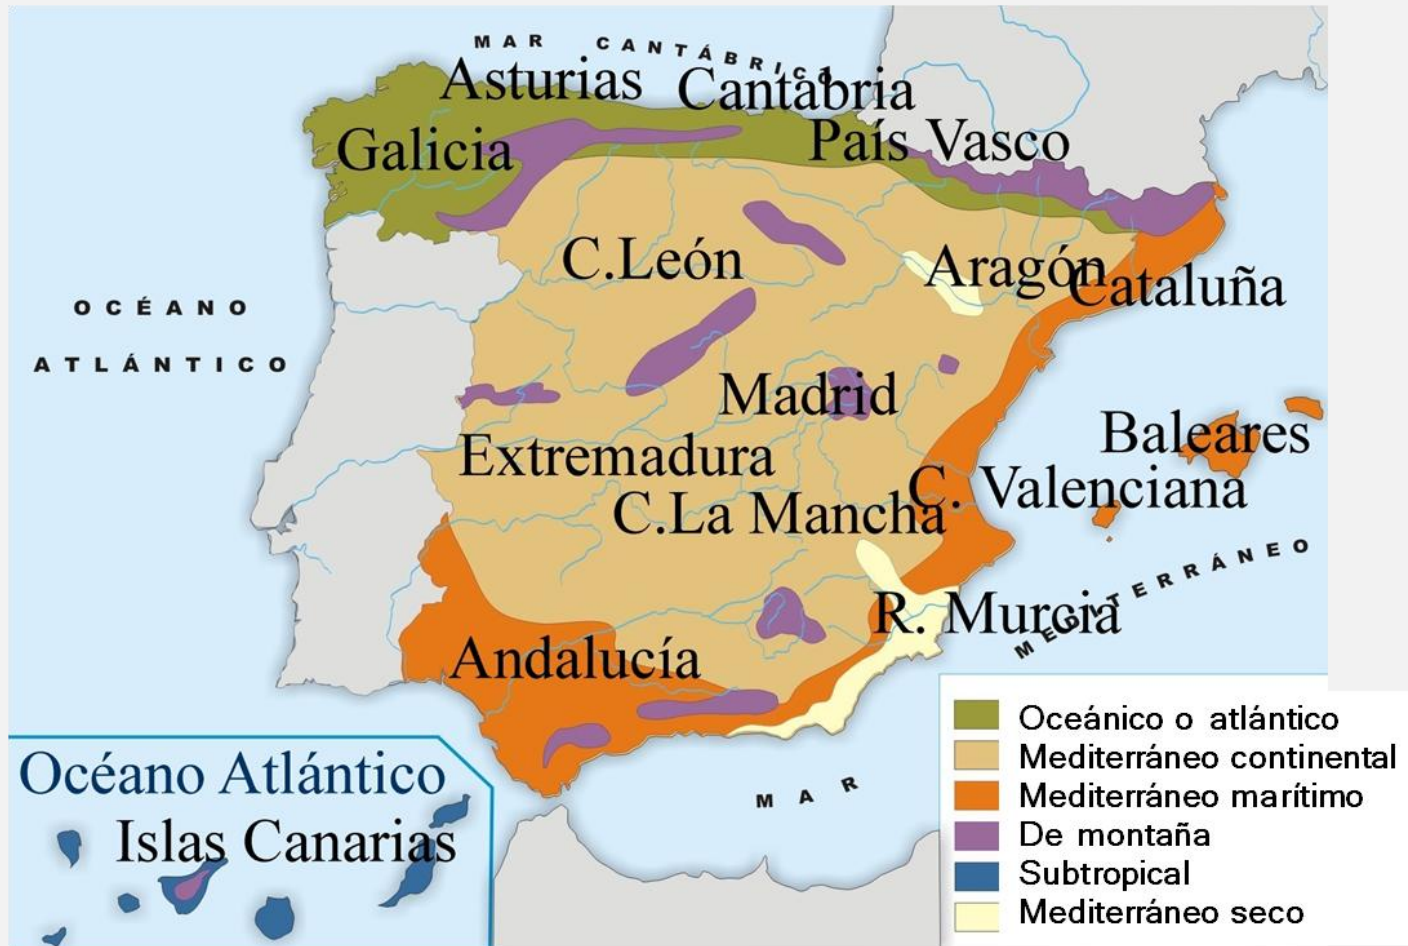 MAR CANTÁBRICO
Asturias
Cantabria
Galicia
País Vasco
C.León
Aragón
Cataluña
OCÉANO
ATLÁNTICO
Madrid
Baleares
Extremadura
C. Valenciana
C.La Mancha
R. Murcia
MEDITERRÁNEO
Andalucía
MAR
Océano Atlántico
Islas Canarias
Oceánico o atlántico
Mediterráneo continental
Mediterráneo marítimo
De montaña
Subtropical
Mediterráneo seco